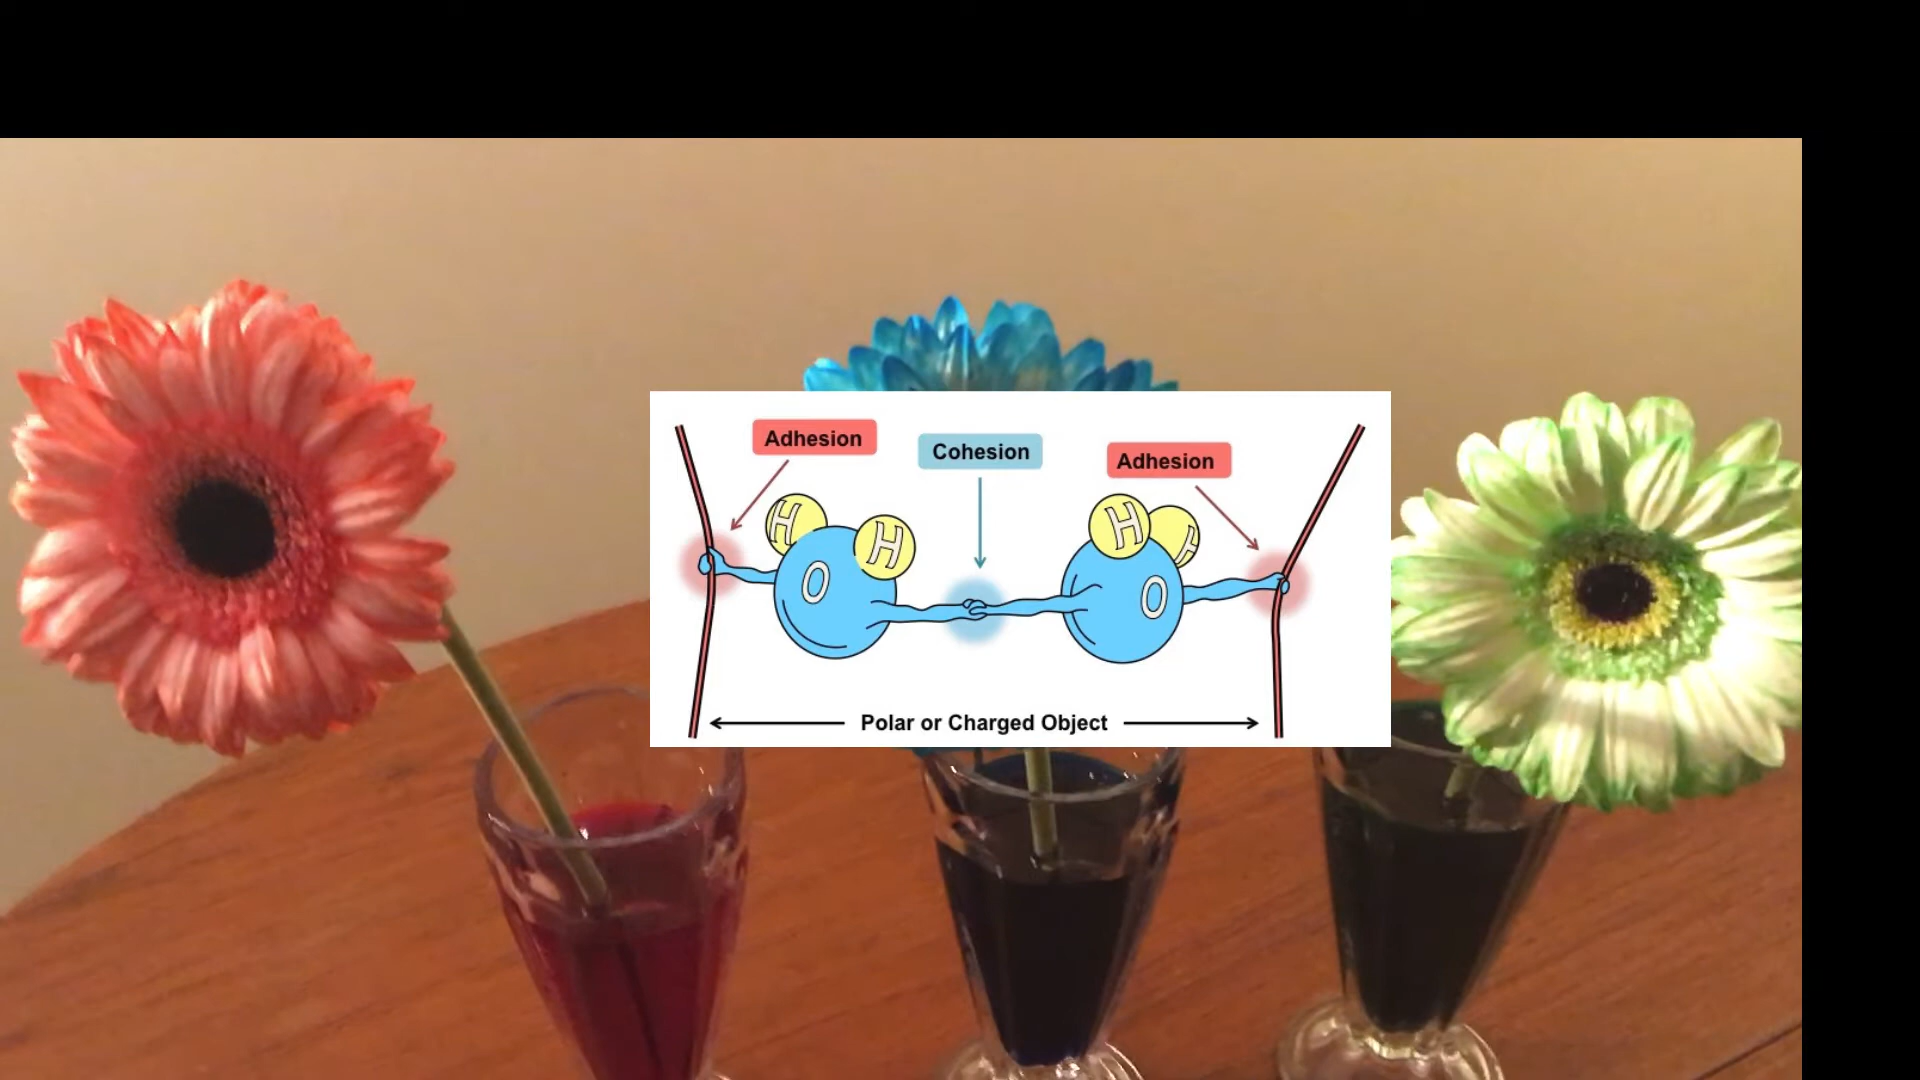 Adhesion
Cohesion
Adhesion
H
H
H
H
O
O
Polar or Charged Object